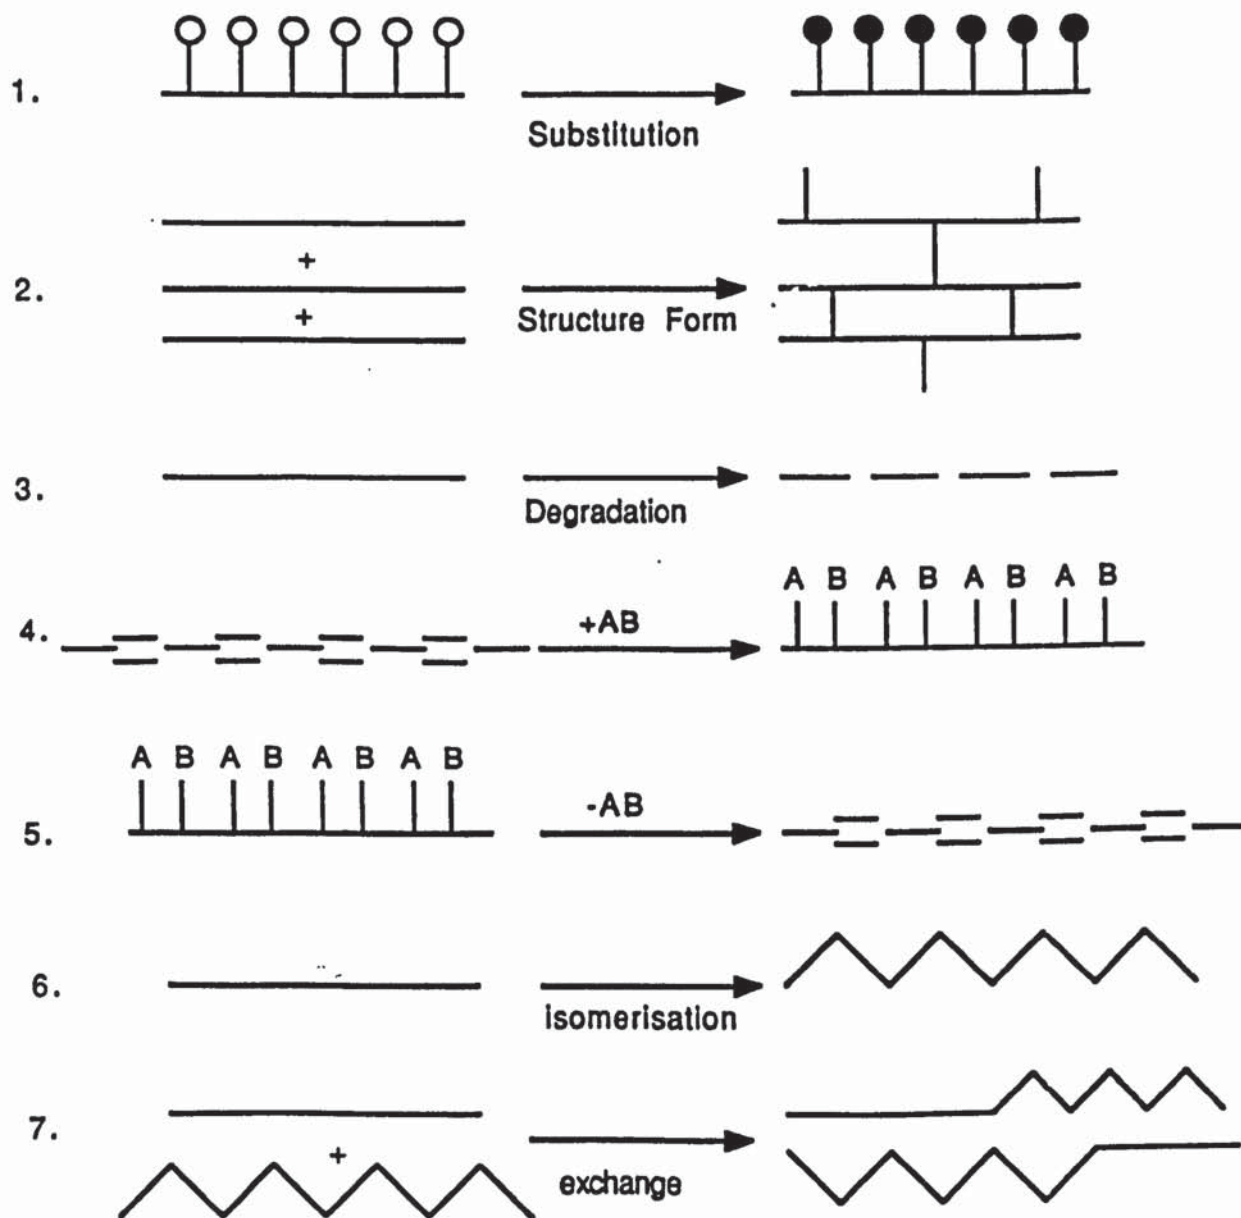 1.
Substitution
+
2.
+
Structure Form
3.
Degradation
A B A B A B A B
4.
+AB
A B A B A B A B
5.
-AB
6.
isomerisation
7.
+
exchange